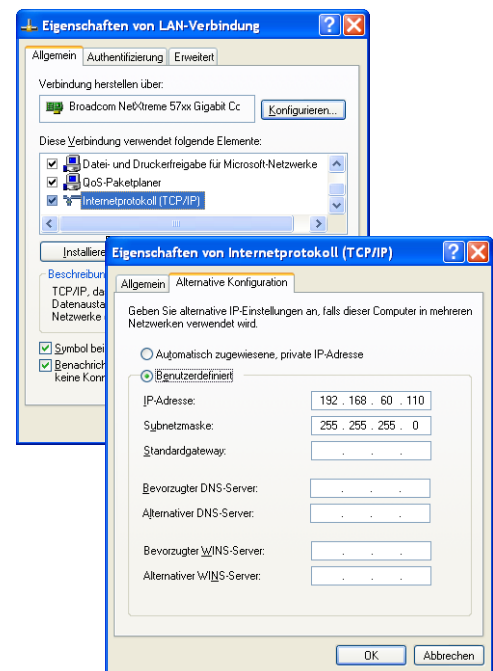 Eigenschaften von LAN-Verbindung
Allgemein Authentifizierung Erweitert
Verbindung herstellen über:
Broadcom NetXtreme 57xx Gigabit Cc
Konfigurieren...
Diese Verbindung verwendet folgende Elemente:
Datei- und Druckerfreigabe für Microsoft-Netzwerke
QoS-Paketplaner
Internetprotokoll (TCP/IP)
Installiere
Beschreibun
TCP/IP, da
Datenausta
Netzwerke
Symbol bei
Benachrich
keine Konr
Eigenschaften von Internetprotokoll (TCP/IP)
Allgemein Alternative Konfiguration
Geben Sie alternative IP-Einstellungen an, falls dieser Computer in mehreren
Netzwerken verwendet wird.
Automatisch zugewiesene, private IP-Adresse
Benutzerdefiniert
IP-Adresse: 192 . 168 . 60 . 110
Subnetzmaske: 255 . 255 . 255 . 0
Standardgateway: . . .
Bevorzugter DNS-Server: . . .
Alternativer DNS-Server: . . .
Bevorzugter WINS-Server: . . .
Alternativer WINS-Server: . . .
OK Abbrechen